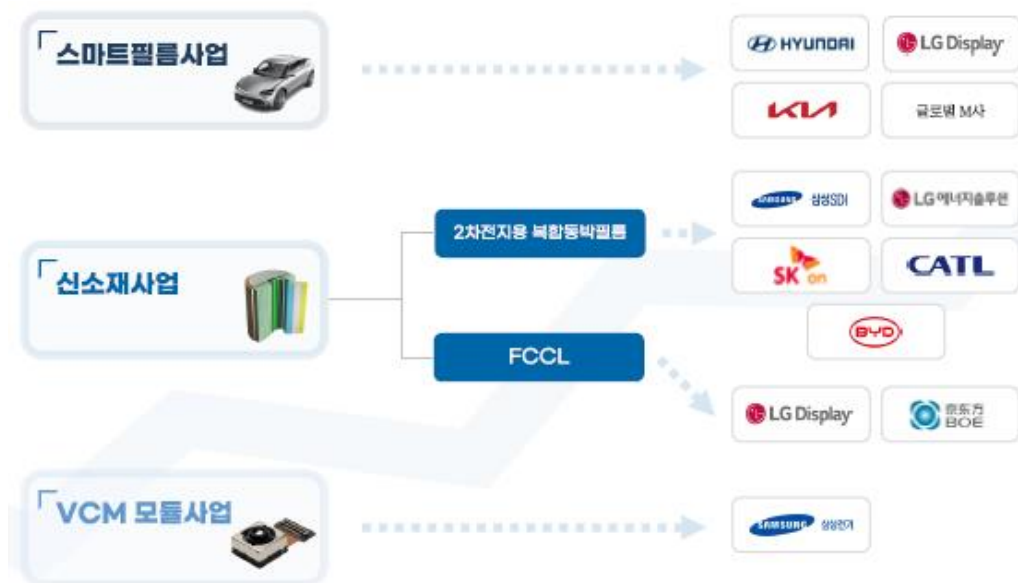 스마트필름사업
HYUNDAI
LG Display
KIA
글로벌 M사
신소재사업
2차전지용 복합동박필름
SAMSUNG 삼성SDI
LG 에너지솔루션
SK on
CATL
BYD
FCCL
LG Display
京东方
BOE
VCM 모듈사업
SAMSUNG 삼성전기